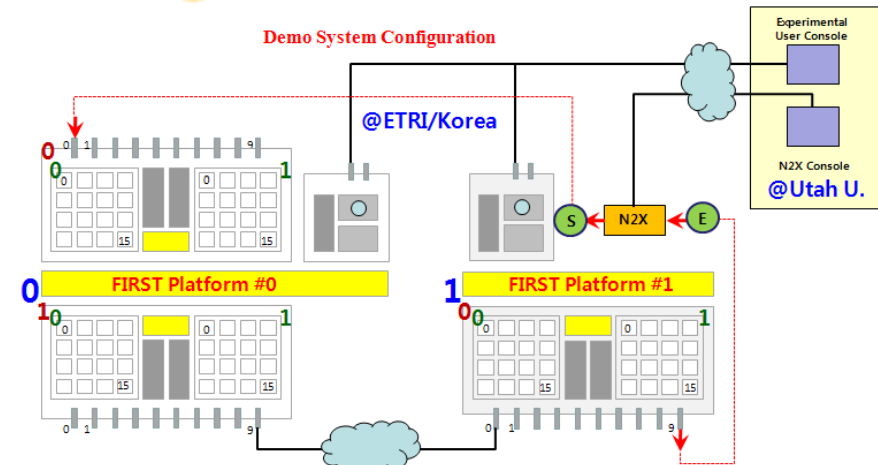 Demo System Configuration
Experimental
User Console
N2X Console
@Utah U.
@ETRI/Korea
0 1 9
0
0 1
0 0
15 15
S N2X E
0 FIRST Platform #0
1 FIRST Platform #1
1
0 1
0 0
15 15
0 1 9
0
0 1
0 0
15 15
0 1 9